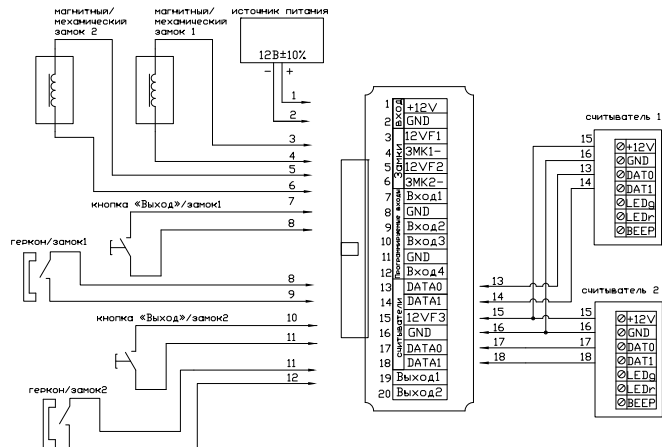 магнитный/
механический
замок 2
магнитный/
механический
замок 1
источник питания
12В±10%
− +
1
2
3
4
5
6
кнопка «Выход»/замок1
7
8
геркон/замок1
8
9
кнопка «Выход»/замок2
10
11
геркон/замок2
11
12
вход
Замки
Программируемые входы
считыватели
1 +12V
2 GND
3 12VF1
4 ЗМК1-
5 12VF2
6 ЗМК2-
7 Вход1
8 GND
9 Вход2
10 Вход3
11 GND
12 Вход4
13 DATA0
14 DATA1
15 12VF3
16 GND
17 DATA0
18 DATA1
19 Выход1
20 Выход2
13
14
15
16
17
18
считыватель 1
15 +12V
16 GND
13 DAT0
14 DAT1
LEDg
LEDr
BEEP
считыватель 2
15 +12V
16 GND
17 DAT0
18 DAT1
LEDg
LEDr
BEEP